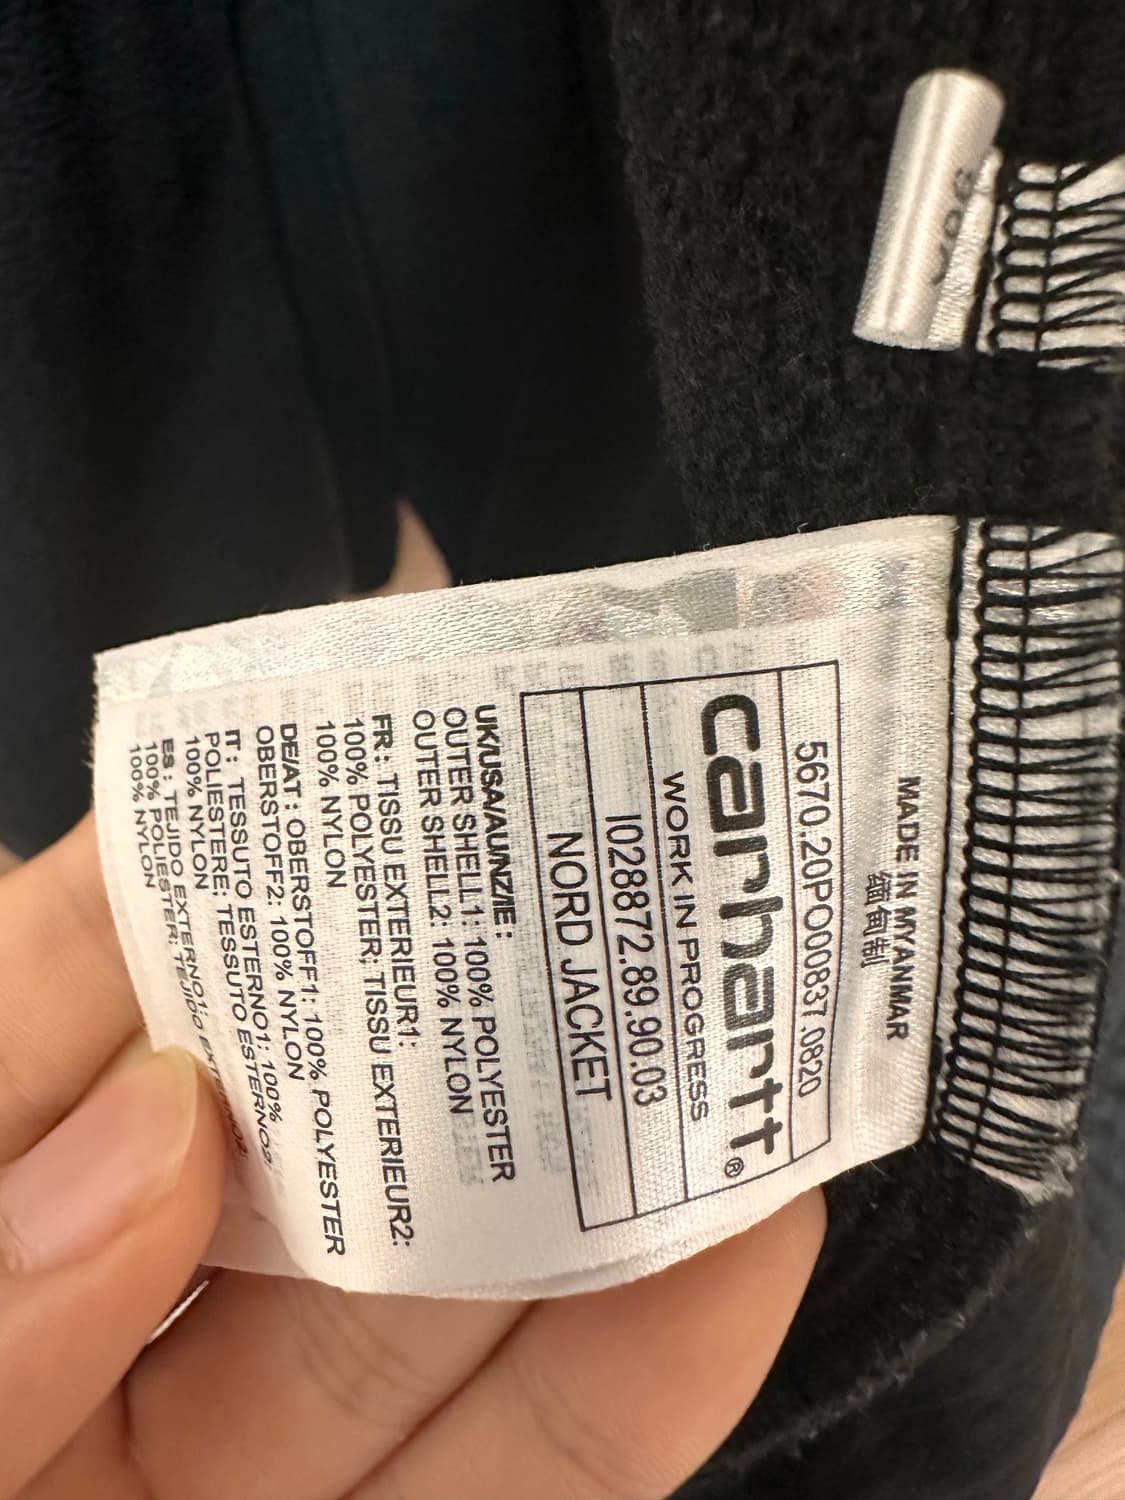 MADE IN MYANMAR
缅甸制
5670.20PO00837.0820
carhartt®
WORK IN PROGRESS
I028872.89.90.03
NORD JACKET
UK/USA/AU/NZ/IE :
OUTER SHELL1: 100% POLYESTER
OUTER SHELL2: 100% NYLON
FR : TISSU EXTERIEUR1:
100% POLYESTER; TISSU EXTERIEUR2:
100% NYLON
DE/AT : OBERSTOFF1: 100% POLYESTER
OBERSTOFF2: 100% NYLON
IT : TESSUTO ESTERNO1: 100%
POLIESTERE; TESSUTO ESTERNO2:
100% NYLON
ES : TEJIDO EXTERNO1:
100% POLIESTER; TEJIDO EXTERNO2:
100% NYLON